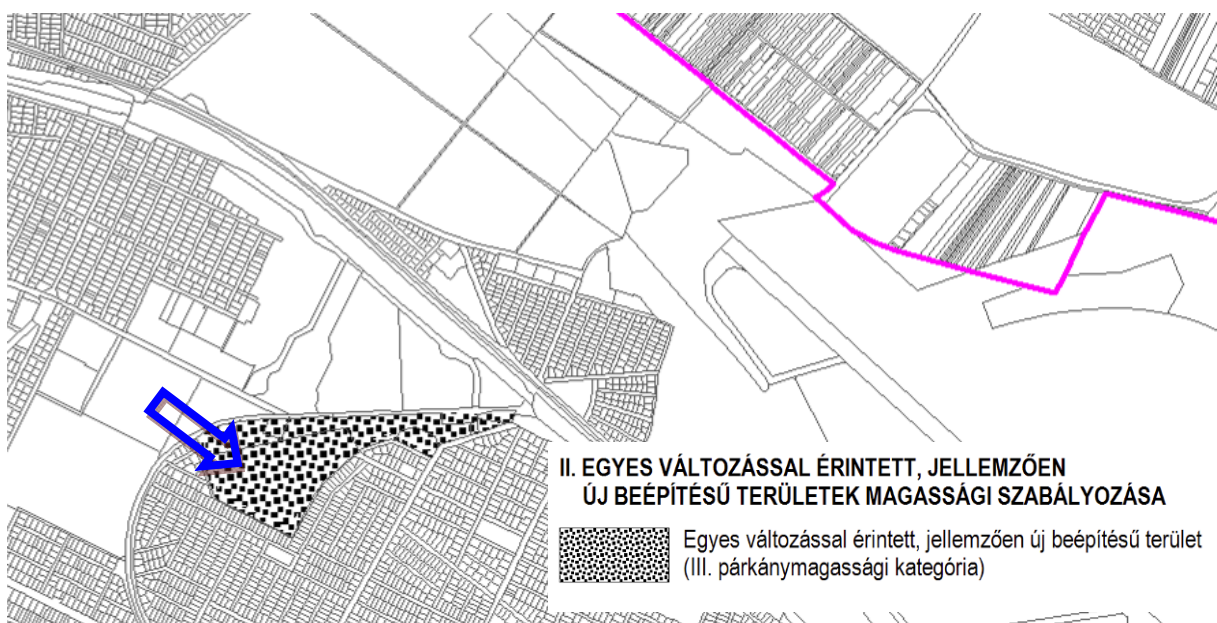 II. EGYES VÁLTOZÁSSAL ÉRINTETT, JELLEMZŐEN
ÚJ BEÉPÍTÉSŰ TERÜLETEK MAGASSÁGI SZABÁLYOZÁSA
Egyes változással érintett, jellemzően új beépítésű terület
(III. párkánymagassági kategória)